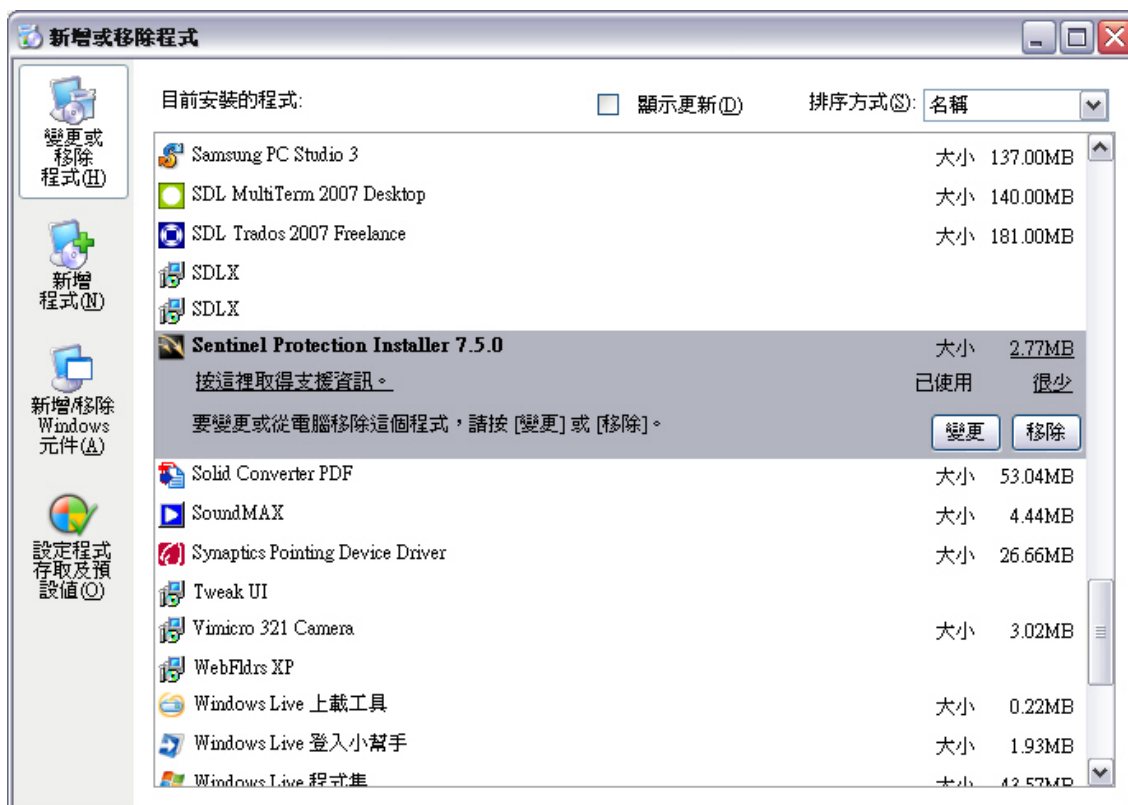 新增或移除程式
變更或
移除
程式(H)
新增
程式(N)
新增/移除
Windows
元件(A)
設定程式
存取及預
設值(O)
目前安裝的程式:
顯示更新(D)
排序方式(S): 名稱
Samsung PC Studio 3 大小 137.00MB
SDL MultiTerm 2007 Desktop 大小 140.00MB
SDL Trados 2007 Freelance 大小 181.00MB
SDLX
SDLX
Sentinel Protection Installer 7.5.0 大小 2.77MB
按這裡取得支援資訊。 已使用 很少
要變更或從電腦移除這個程式，請按 [變更] 或 [移除]。 變更 移除
Solid Converter PDF 大小 53.04MB
SoundMAX 大小 4.44MB
Synaptics Pointing Device Driver 大小 26.66MB
Tweak UI
Vimicro 321 Camera 大小 3.02MB
WebFldrs XP
Windows Live 上載工具 大小 0.22MB
Windows Live 登入小幫手 大小 1.93MB
Windows Live 程式集 大小 43.57MB